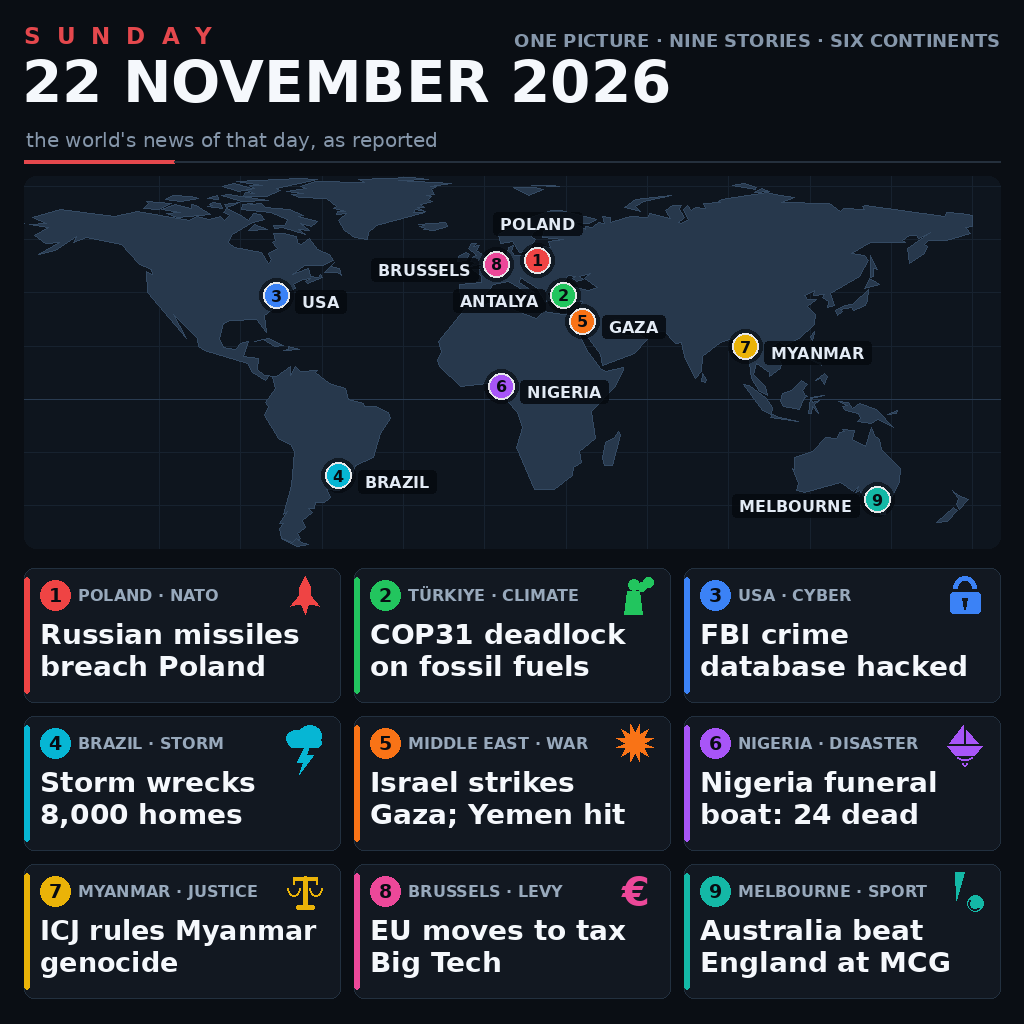 SUNDAY
ONE PICTURE · NINE STORIES · SIX CONTINENTS
22 NOVEMBER 2026
the world's news of that day, as reported
POLAND
1
BRUSSELS
8
3
USA
ANTALYA
2
5
GAZA
7
MYANMAR
6
NIGERIA
4
BRAZIL
MELBOURNE
9
1 POLAND · NATO
Russian missiles
breach Poland
2 TÜRKIYE · CLIMATE
COP31 deadlock
on fossil fuels
3 USA · CYBER
FBI crime
database hacked
4 BRAZIL · STORM
Storm wrecks
8,000 homes
5 MIDDLE EAST · WAR
Israel strikes
Gaza; Yemen hit
6 NIGERIA · DISASTER
Nigeria funeral
boat: 24 dead
7 MYANMAR · JUSTICE
ICJ rules Myanmar
genocide
8 BRUSSELS · LEVY €
EU moves to tax
Big Tech
9 MELBOURNE · SPORT
Australia beat
England at MCG